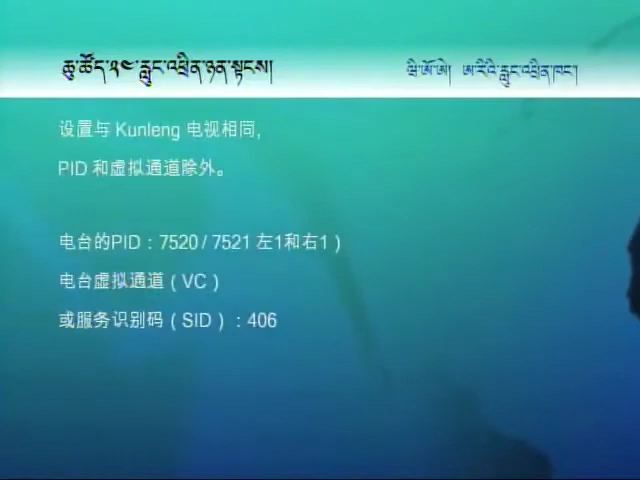 ཆུ་ཚོད་༢༤་རླུང་འཕྲིན་ཉན་སྟངས། ཝི་ཨོ་ཨེ། ཨ་རིའི་རླུང་འཕྲིན་ཁང་།
设置与 Kunleng 电视相同,
PID 和虚拟通道除外。
电台的PID：7520 / 7521 左1和右1 )
电台虚拟通道 ( VC )
或服务识别码 ( SID )：406